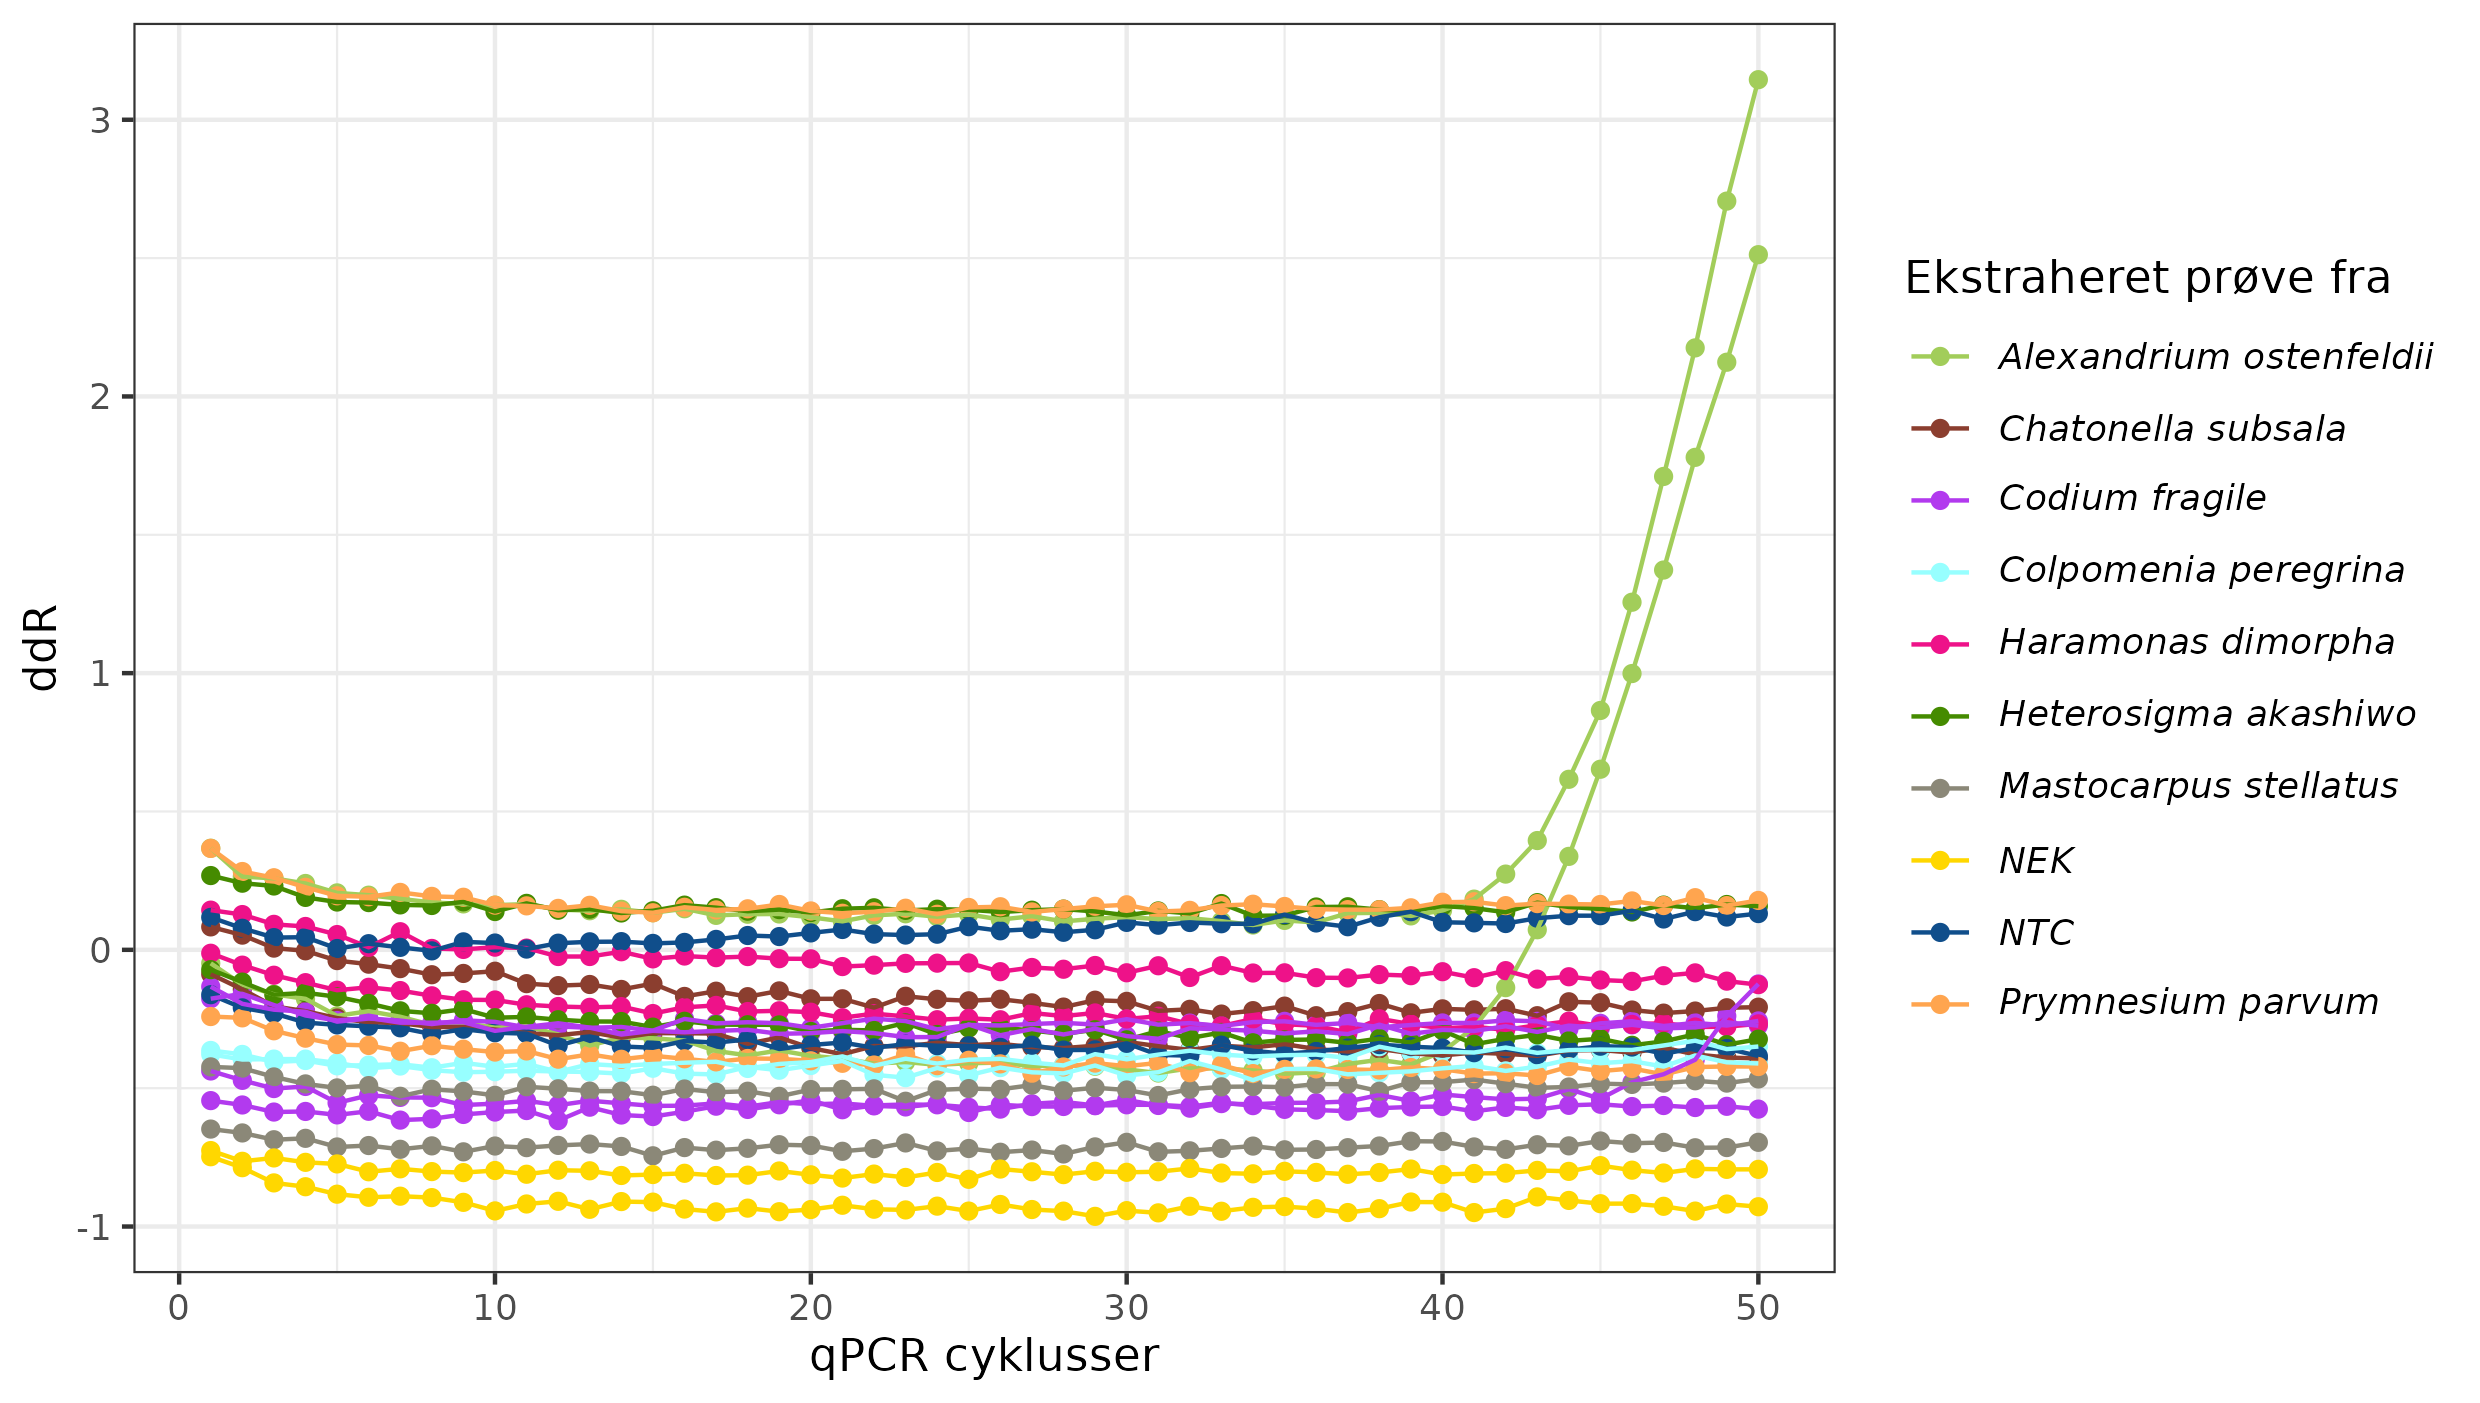 3
2
1
0
-1
ddR
0 10 20 30 40 50
qPCR cyklusser
Ekstraheret prøve fra
Alexandrium ostenfeldii
Chatonella subsala
Codium fragile
Colpomenia peregrina
Haramonas dimorpha
Heterosigma akashiwo
Mastocarpus stellatus
NEK
NTC
Prymnesium parvum